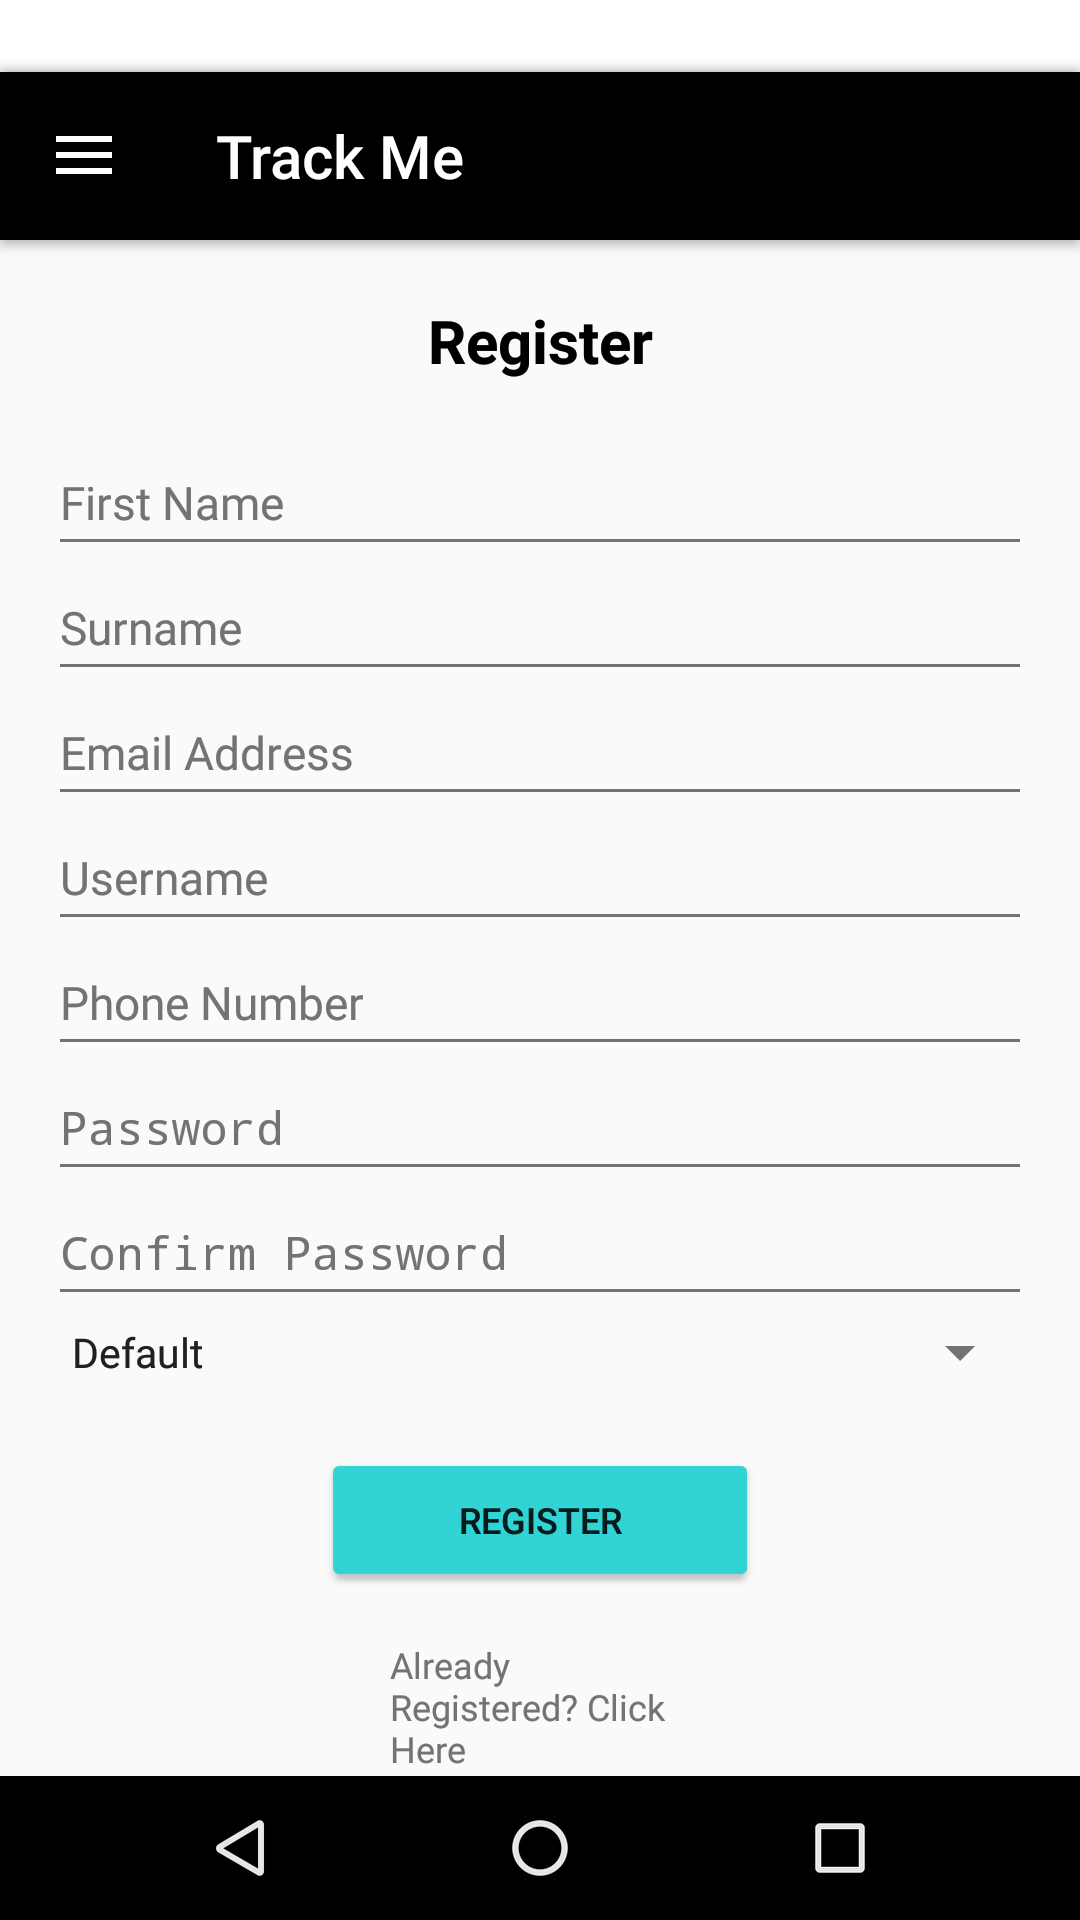 Track Me
Register
First Name
Surname
Email Address
Username
Phone Number
Password
Confirm Password
Default
REGISTER
Already
Registered? Click
Here